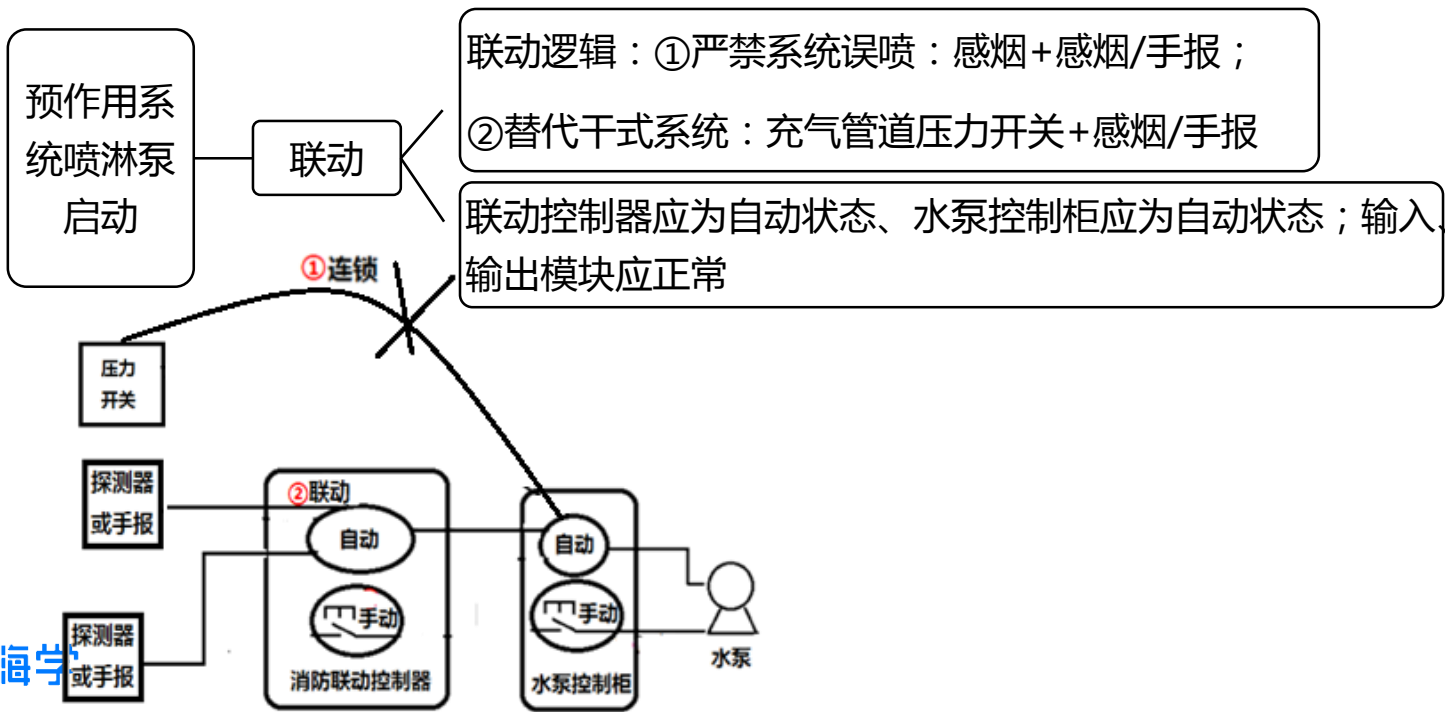 预作用系
统喷淋泵
启动
联动
联动逻辑：①严禁系统误喷：感烟+感烟/手报；
②替代干式系统：充气管道压力开关+感烟/手报
联动控制器应为自动状态、水泵控制柜应为自动状态；输入、
输出模块应正常
①连锁
压力
开关
探测器
或手报
②联动
自动
手动
消防联动控制器
自动
手动
水泵控制柜
水泵
探测器
或手报
海学